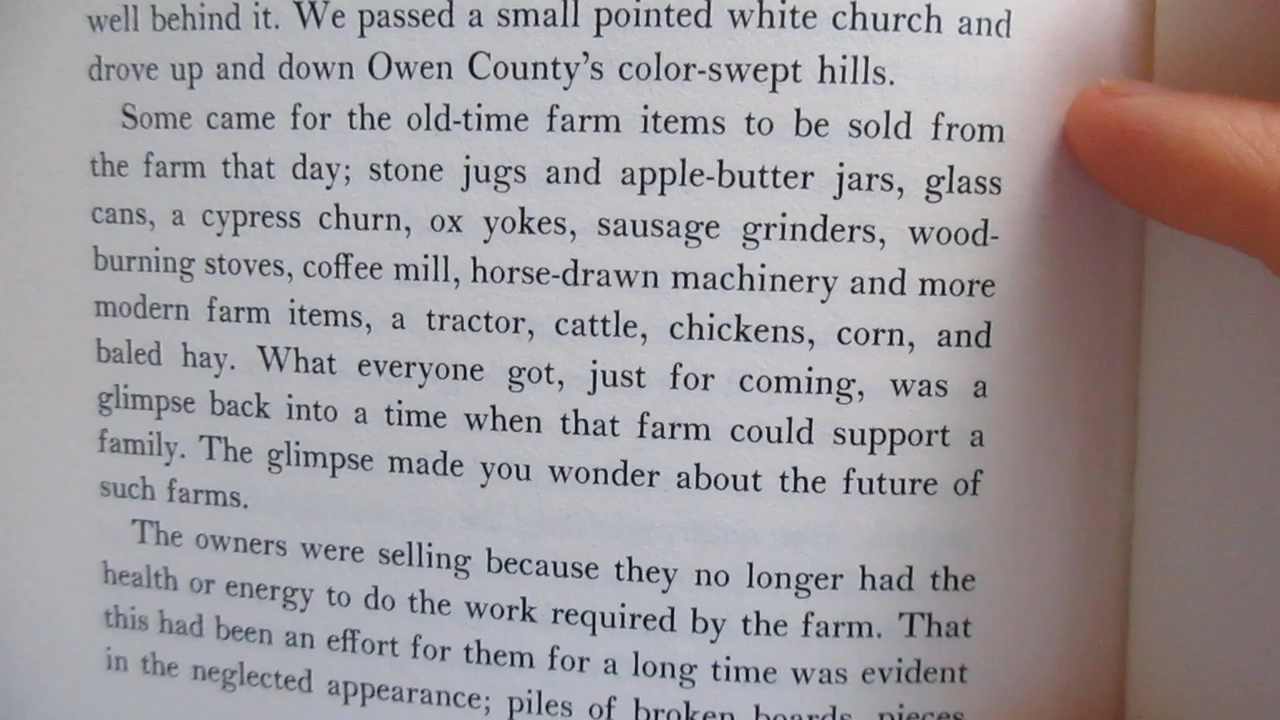 well behind it. We passed a small pointed white church and
drove up and down Owen County's color-swept hills.
Some came for the old-time farm items to be sold from
the farm that day; stone jugs and apple-butter jars, glass
cans, a cypress churn, ox yokes, sausage grinders, wood-
burning stoves, coffee mill, horse-drawn machinery and more
modern farm items, a tractor, cattle, chickens, corn, and
baled hay. What everyone got, just for coming, was a
glimpse back into a time when that farm could support a
family. The glimpse made you wonder about the future of
such farms.
The owners were selling because they no longer had the
health or energy to do the work required by the farm. That
this had been an effort for them for a long time was evident
in the neglected appearance; piles of broken boards, pieces